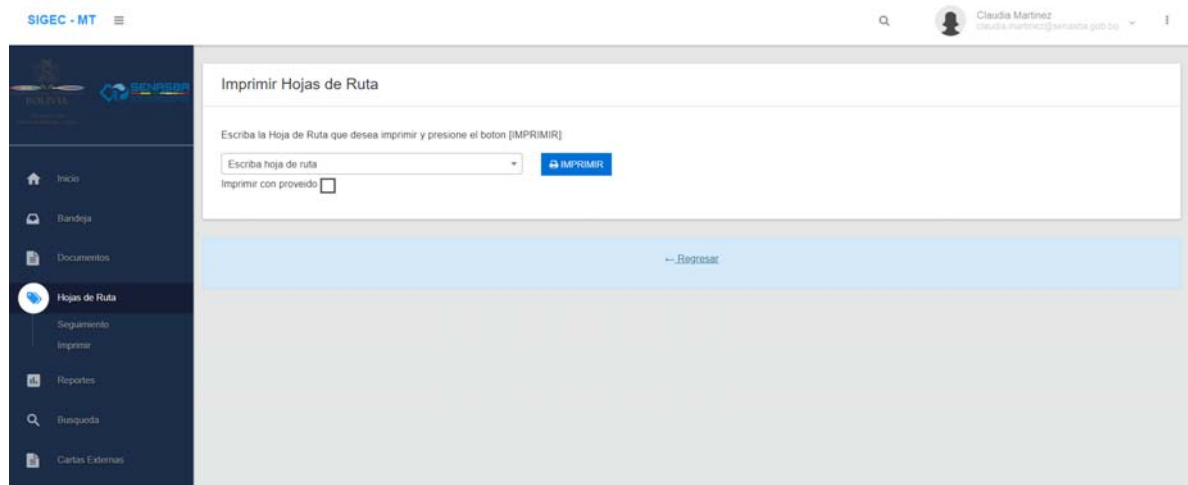 SIGEC - MT
Claudia Martinez
claudia.martinez@senasba.gob.bo
BOLIVIA
SENASBA
Imprimir Hojas de Ruta
Escriba la Hoja de Ruta que desea imprimir y presione el boton [IMPRIMIR]
Escriba hoja de ruta
IMPRIMIR
Imprimir con proveido
← Regresar
Inicio
Bandeja
Documentos
Hojas de Ruta
Seguimiento
Imprimir
Reportes
Busqueda
Cartas Externas